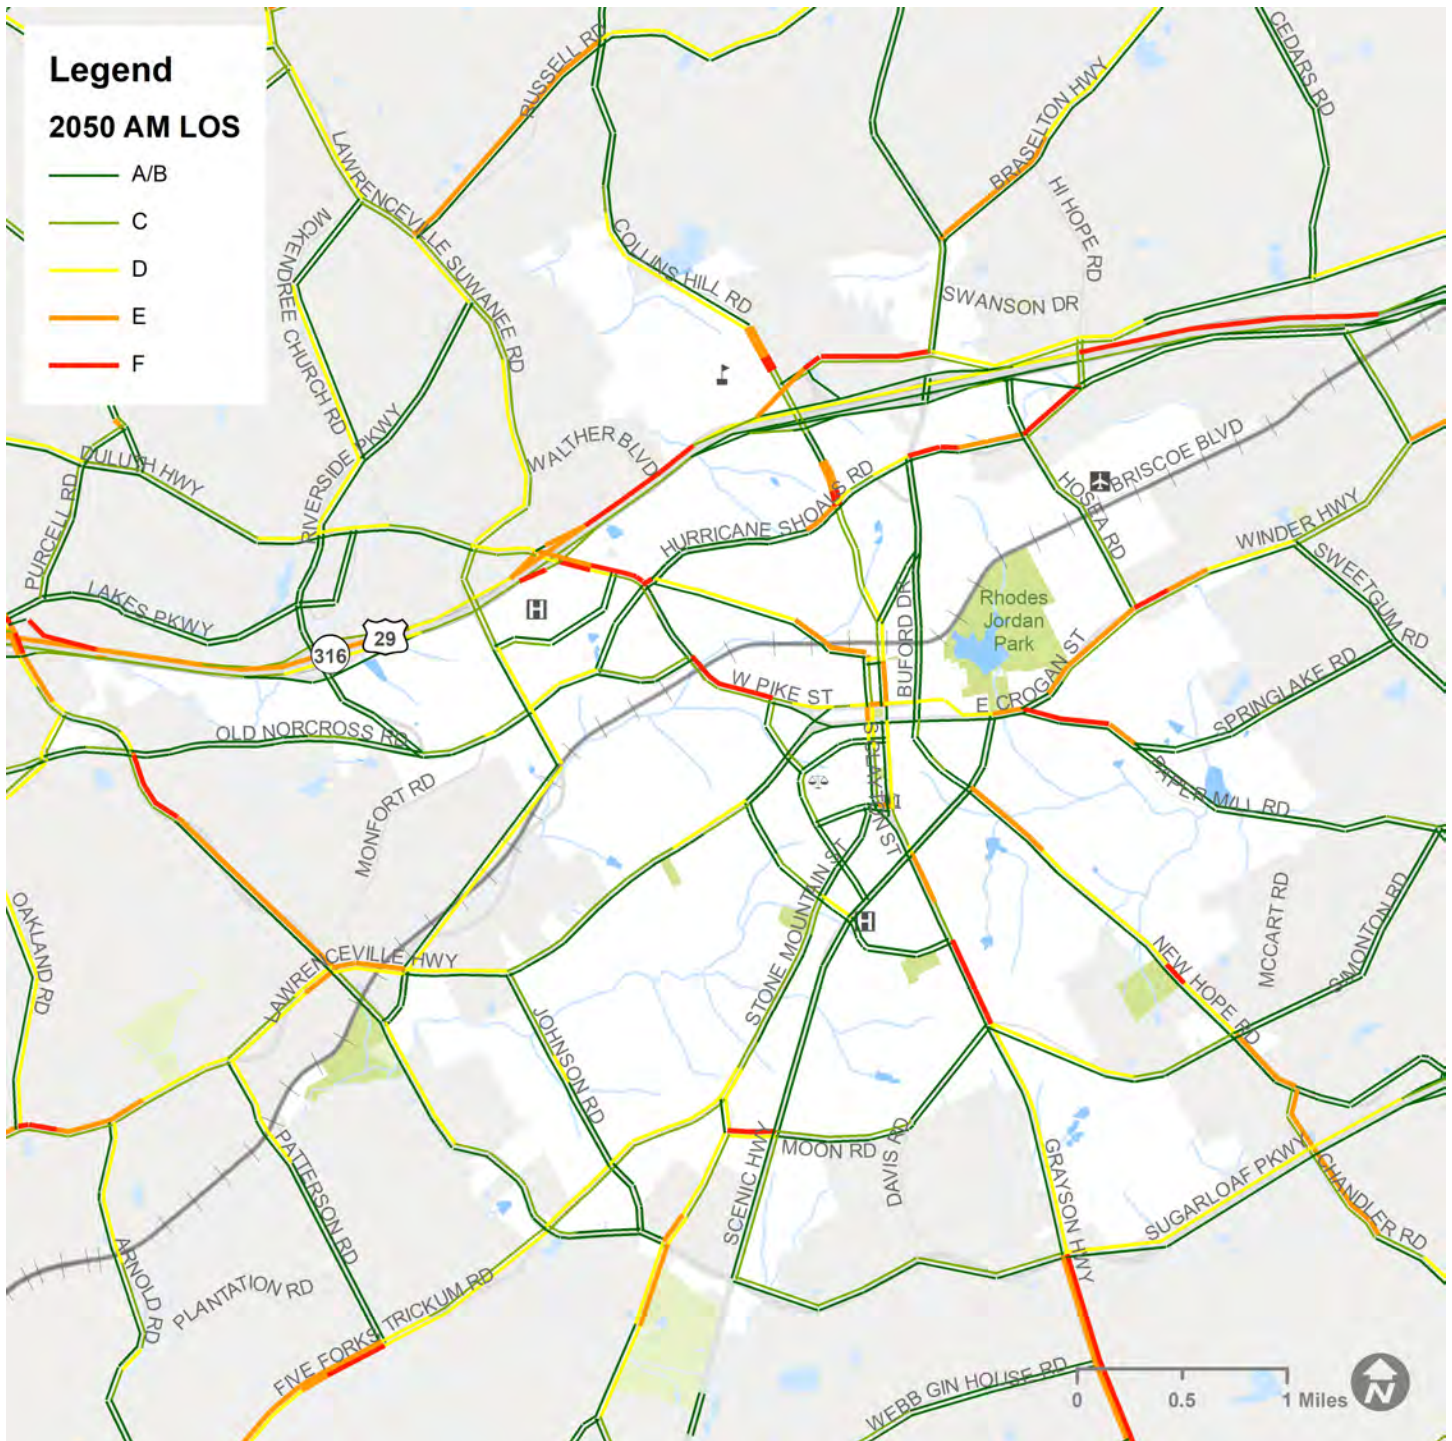 Legend
2050 AM LOS
A/B
C
D
E
F
RUSSELL RD
CEDARS RD
BRASELTON HWY
LAWRENCEVILLE SUWANEE RD
HI HOPE RD
MCKENDREE CHURCH RD
COLLINS HILL RD
SWANSON DR
RIVERSIDE PKWY
WALTHER BLVD
DULUTH HWY
PURCELL RD
BRISCOE BLVD
HURRICANE SHOALS RD
HOSEA RD
WINDER HWY
SWEETGUM RD
LAKES PKWY
H
29
316
BUFORD DR
Rhodes
Jordan
Park
E CROGAN ST
SPRINGLAKE RD
W PIKE ST
OLD NORCROSS RD
S CLAYTON ST
PAPER MILL RD
MONFORT RD
STONE MOUNTAIN ST
OAKLAND RD
LAWRENCEVILLE HWY
H
MCCART RD
SIMONTON RD
NEW HOPE RD
JOHNSON RD
PATTERSON RD
SCENIC HWY
MOON RD
DAVIS RD
GRAYSON HWY
SUGARLOAF PKWY
CHANDLER RD
ARNOLD RD
PLANTATION RD
FIVE FORKS TRICKUM RD
WEBB GIN HOUSE RD
0 0.5 1 Miles
N